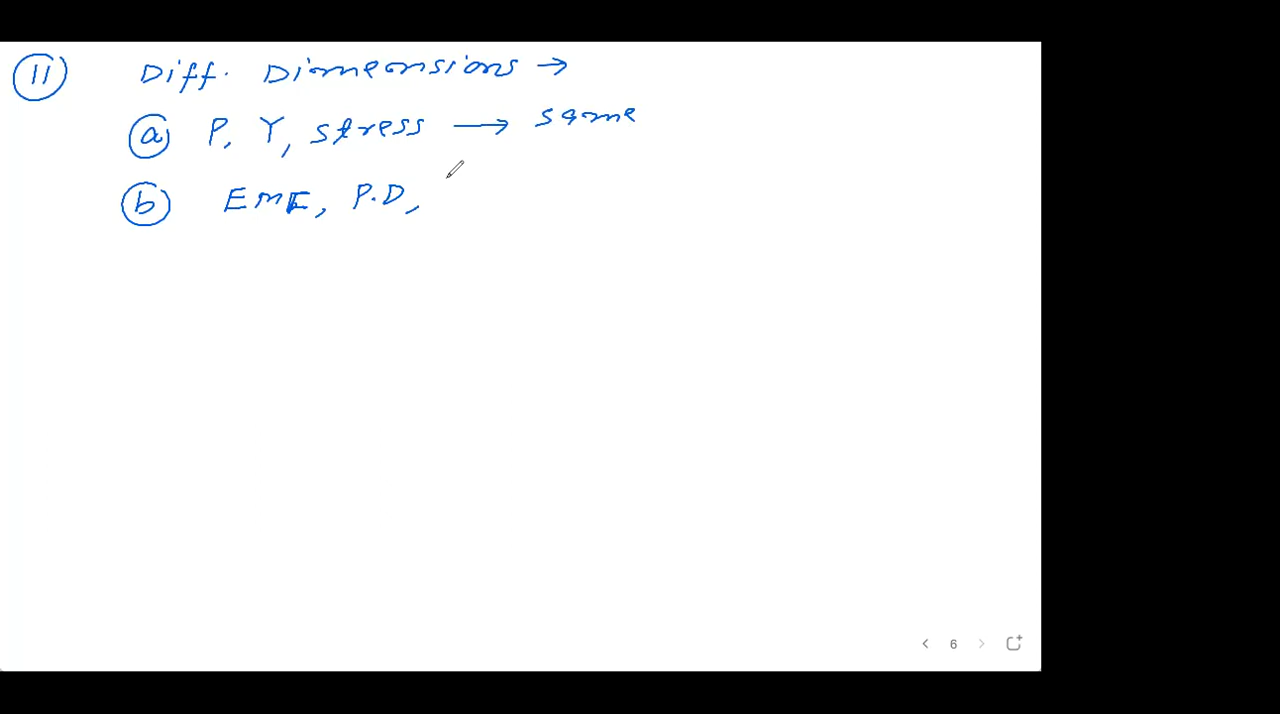 11 Diff. Dimensions →
a P, Y, stress → same
b EMF, P.D,
< 6 >